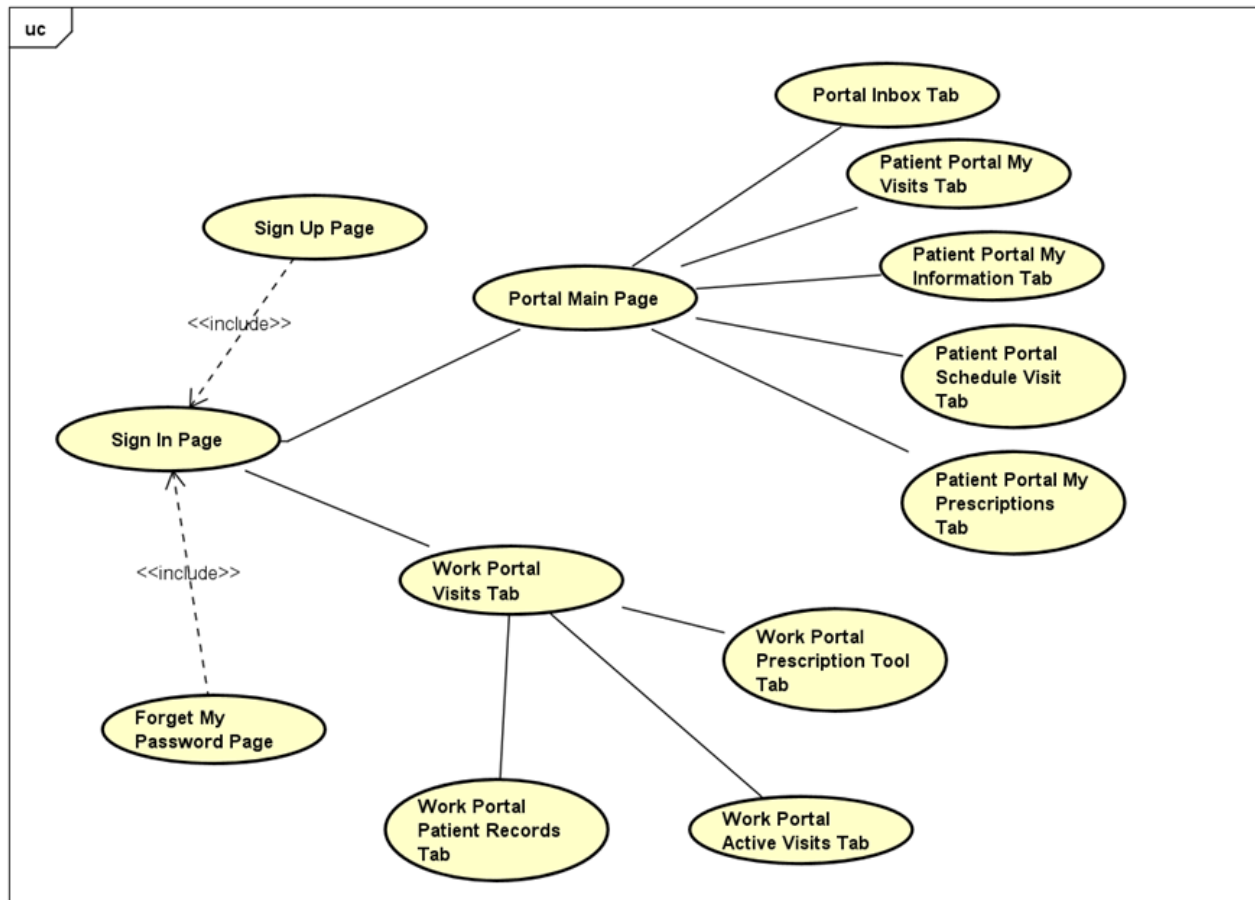 uc
Portal Inbox Tab
Patient Portal My
Visits Tab
Sign Up Page
Patient Portal My
Information Tab
Portal Main Page
<<include>>
Patient Portal
Schedule Visit
Tab
Sign In Page
Patient Portal My
Prescriptions
Tab
<<include>>
Work Portal
Visits Tab
Work Portal
Prescription Tool
Tab
Forget My
Password Page
Work Portal
Patient Records
Tab
Work Portal
Active Visits Tab